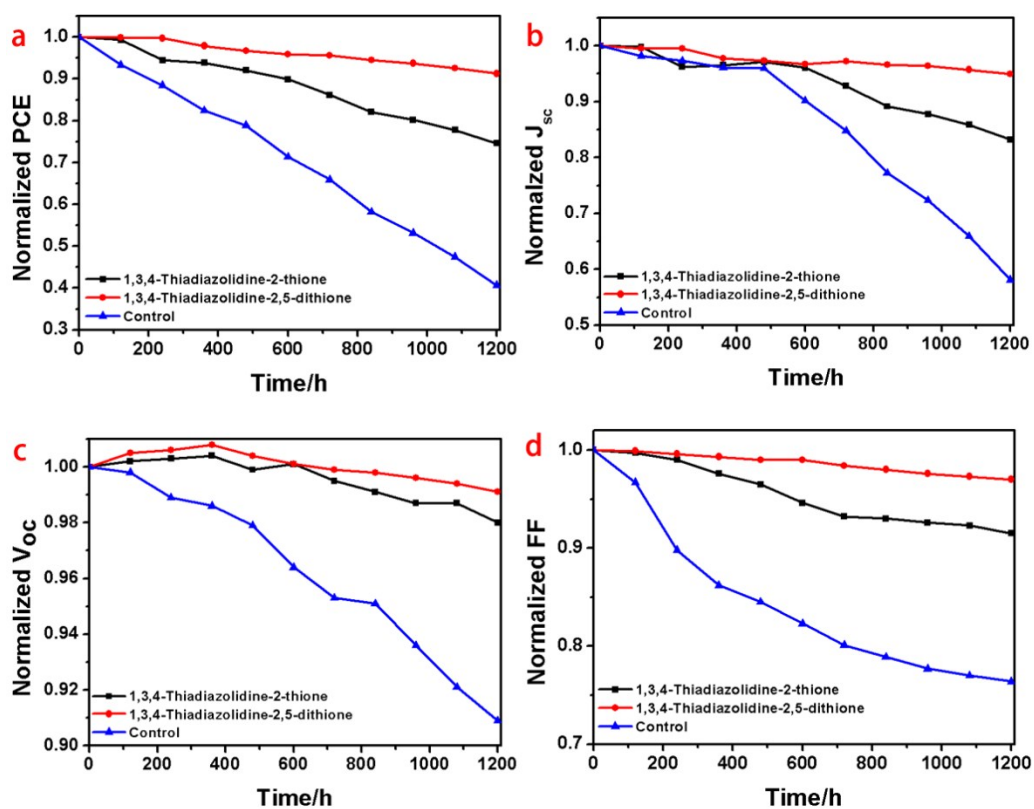 a
1.0
0.9
0.8
0.7
0.6
0.5
0.4
0.3
Normalized PCE
1,3,4-Thiadiazolidine-2-thione
1,3,4-Thiadiazolidine-2,5-dithione
Control
0 200 400 600 800 1000 1200
Time/h
b
1.0
0.9
0.8
0.7
0.6
0.5
Normalzed Jsc
1,3,4-Thiadiazolidine-2-thione
1,3,4-Thiadiazolidine-2,5-dithione
Control
0 200 400 600 800 1000 1200
Time/h
c
1.00
0.98
0.96
0.94
0.92
0.90
Normalized Voc
1,3,4-Thiadiazolidine-2-thione
1,3,4-Thiadiazolidine-2,5-dithione
Control
0 200 400 600 800 1000 1200
Time/h
d
1.0
0.9
0.8
0.7
Normalized FF
1,3,4-Thiadiazolidine-2-thione
1,3,4-Thiadiazolidine-2,5-dithione
Control
0 200 400 600 800 1000 1200
Time/h